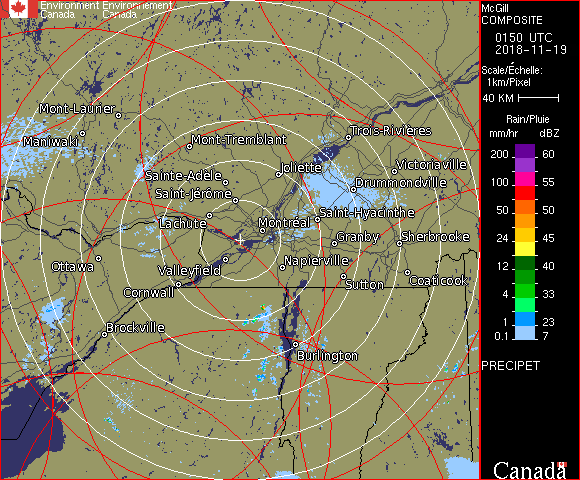 Environment Environnement
Canada Canada
McGill
COMPOSITE
0150 UTC
2018-11-19
Scale/Échelle:
1km/Pixel
40 KM
Rain/Pluie
mm/hr dBZ
200 60
150 55
100 55
50 50
24 45
12 40
4 33
1 23
0.1 7
PRECIPET
Canada
Mont-Laurier
Maniwaki
Mont-Tremblant
Trois-Rivières
Joliette
Victoriaville
Sainte-Adèle
Drummondville
Saint-Jérôme
Saint-Hyacinthe
Lachute
Montréal
Granby
Sherbrooke
Ottawa
Valleyfield
Napierville
Cornwall
Sutton
Coaticook
Brockville
Burlington